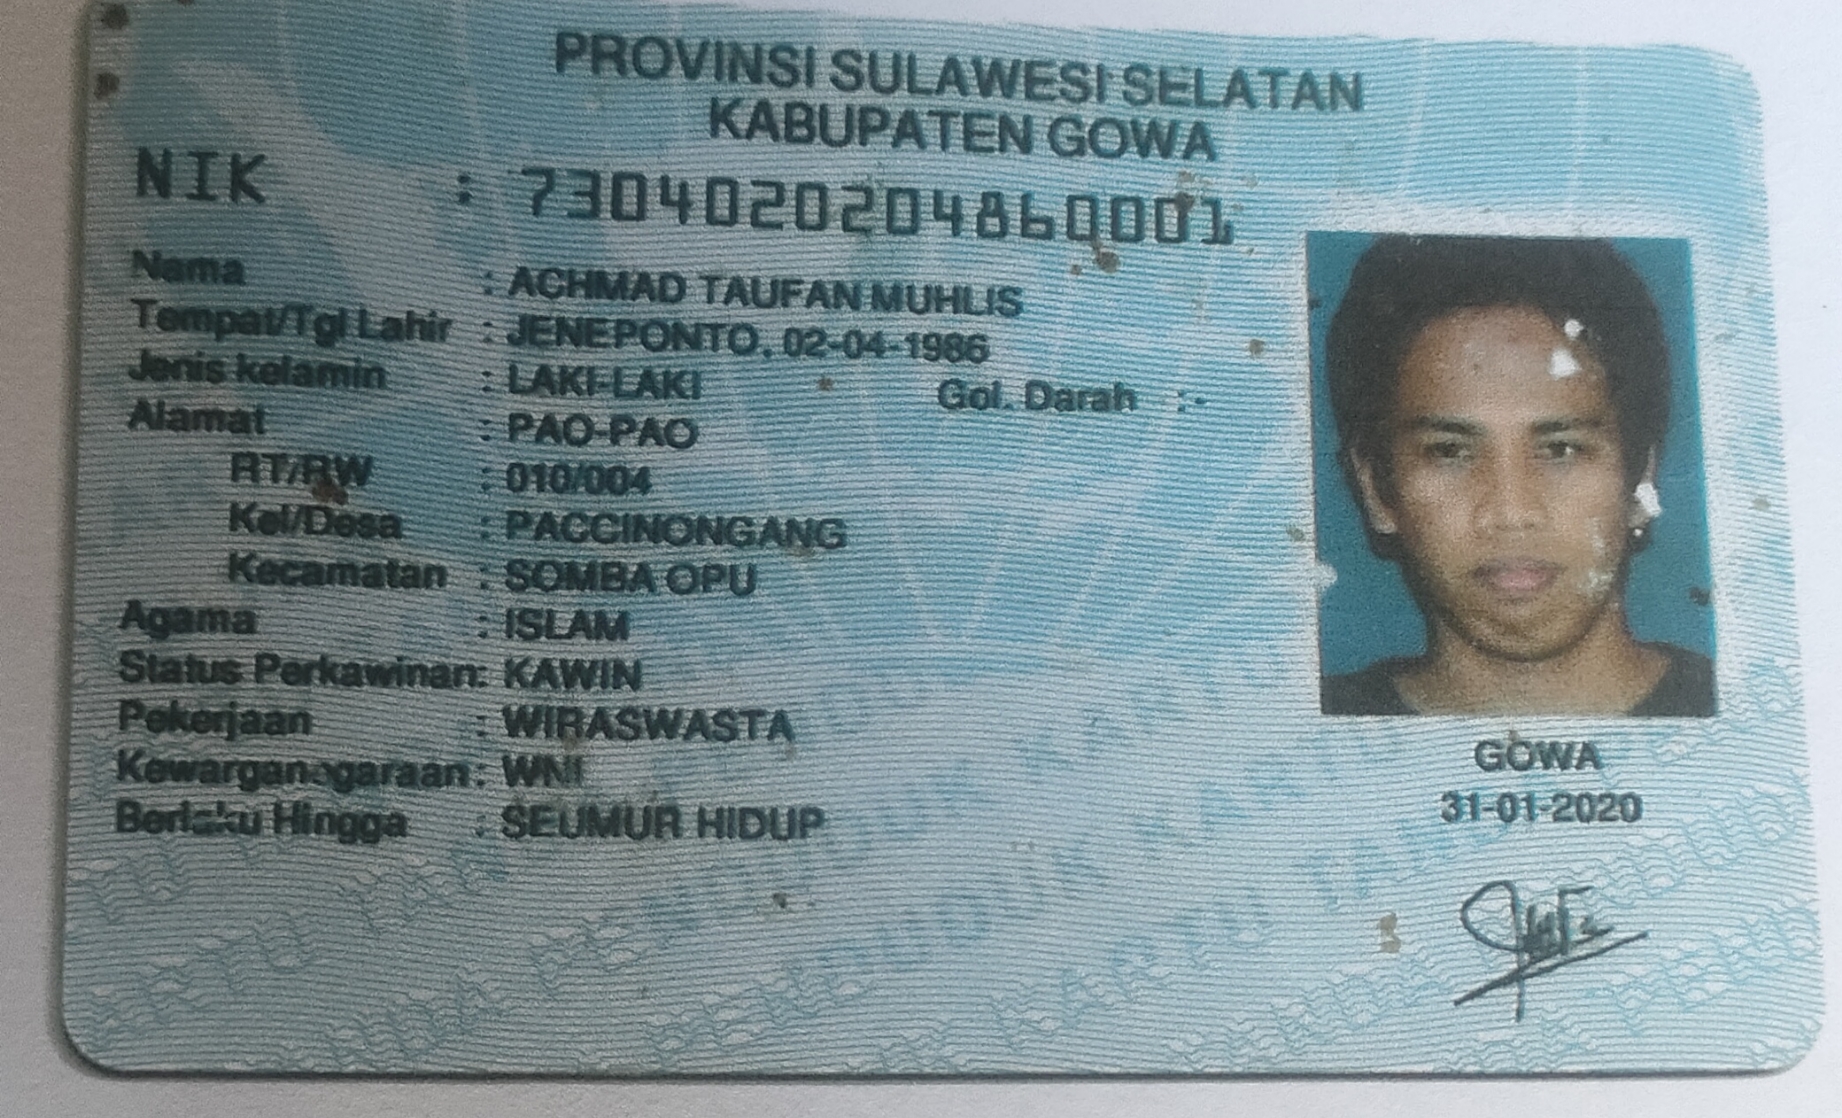 PROVINSI SULAWESI SELATAN
KABUPATEN GOWA
NIK : 7304020204860001
Nama : ACHMAD TAUFAN MUHLIS
Tempat/Tgl Lahir : JENEPONTO, 02-04-1986
Jenis kelamin : LAKI-LAKI Gol. Darah : -
Alamat : PAO-PAO
RT/RW : 010/004
Kel/Desa : PACCINONGANG
Kecamatan : SOMBA OPU
Agama : ISLAM
Status Perkawinan: KAWIN
Pekerjaan : WIRASWASTA
Kewarganegaraan: WNI
Berlaku Hingga : SEUMUR HIDUP
GOWA
31-01-2020